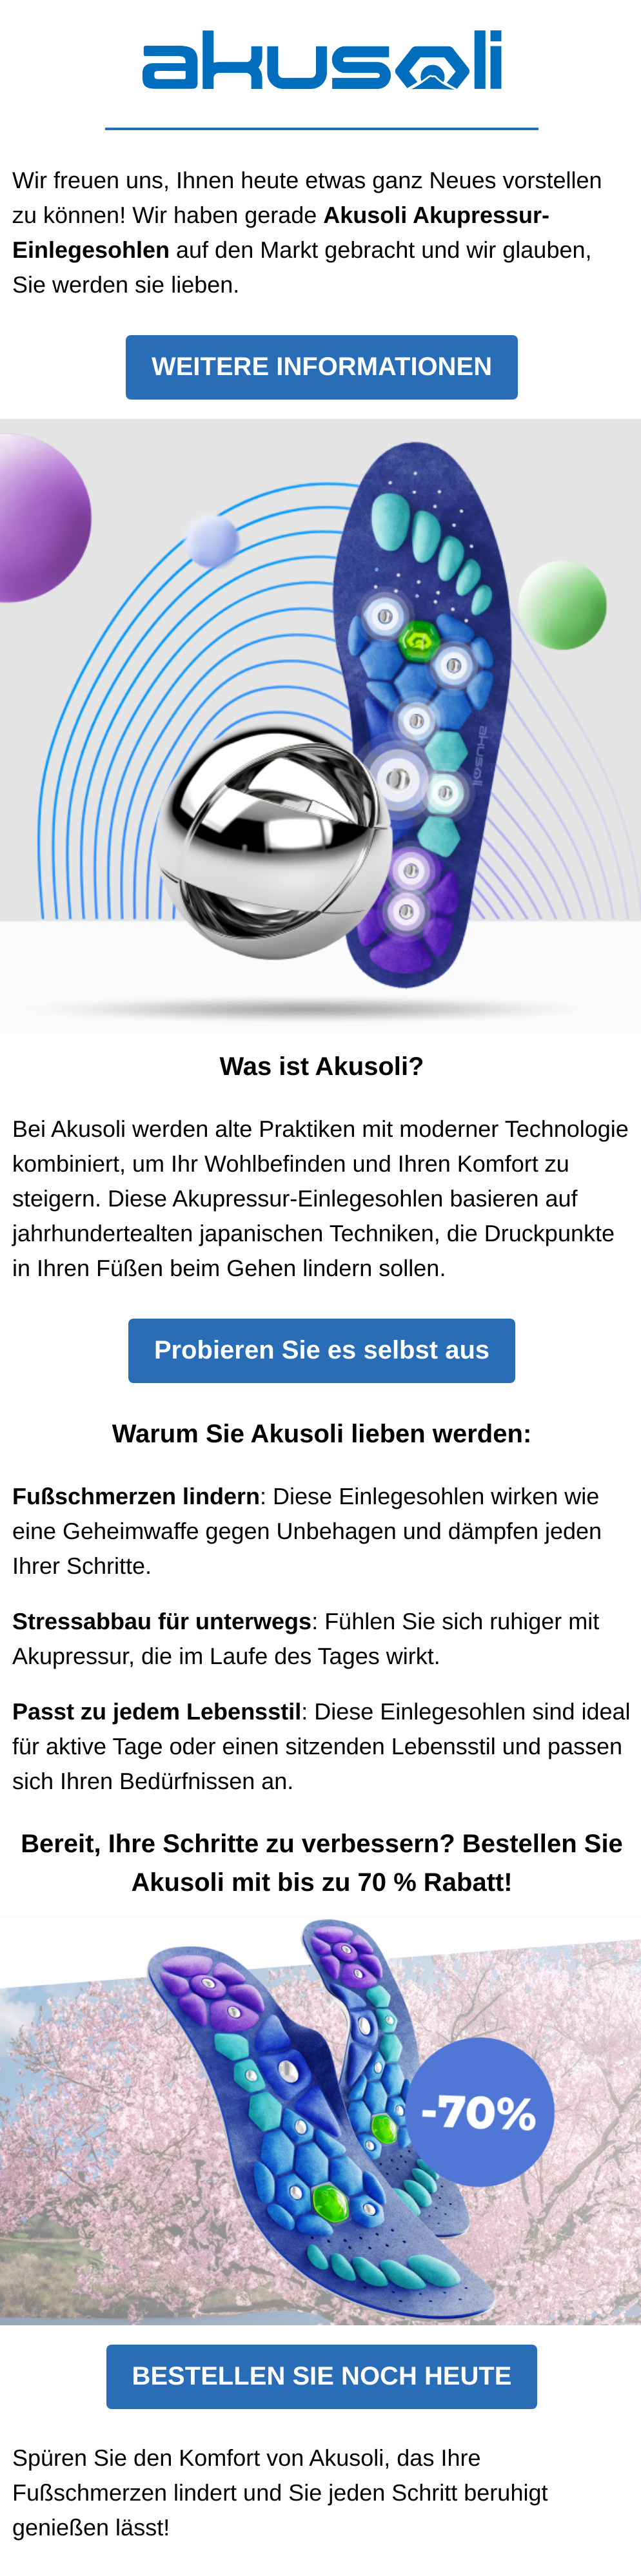 akusoli
Wir freuen uns, Ihnen heute etwas ganz Neues vorstellen
zu können! Wir haben gerade Akusoli Akupressur-
Einlegesohlen auf den Markt gebracht und wir glauben,
Sie werden sie lieben.
WEITERE INFORMATIONEN
akusoli
Was ist Akusoli?
Bei Akusoli werden alte Praktiken mit moderner Technologie
kombiniert, um Ihr Wohlbefinden und Ihren Komfort zu
steigern. Diese Akupressur-Einlegesohlen basieren auf
jahrhundertealten japanischen Techniken, die Druckpunkte
in Ihren Füßen beim Gehen lindern sollen.
Probieren Sie es selbst aus
Warum Sie Akusoli lieben werden:
Fußschmerzen lindern: Diese Einlegesohlen wirken wie
eine Geheimwaffe gegen Unbehagen und dämpfen jeden
Ihrer Schritte.
Stressabbau für unterwegs: Fühlen Sie sich ruhiger mit
Akupressur, die im Laufe des Tages wirkt.
Passt zu jedem Lebensstil: Diese Einlegesohlen sind ideal
für aktive Tage oder einen sitzenden Lebensstil und passen
sich Ihren Bedürfnissen an.
Bereit, Ihre Schritte zu verbessern? Bestellen Sie
Akusoli mit bis zu 70 % Rabatt!
-70%
BESTELLEN SIE NOCH HEUTE
Spüren Sie den Komfort von Akusoli, das Ihre
Fußschmerzen lindert und Sie jeden Schritt beruhigt
genießen lässt!